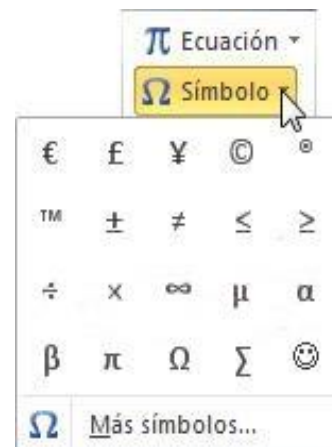 π Ecuación
Ω Símbolo
€ £ ¥ © ®
™ ± ≠ ≤ ≥
÷ × ∞ µ α
β π Ω ∑ ☺
Ω Más símbolos...